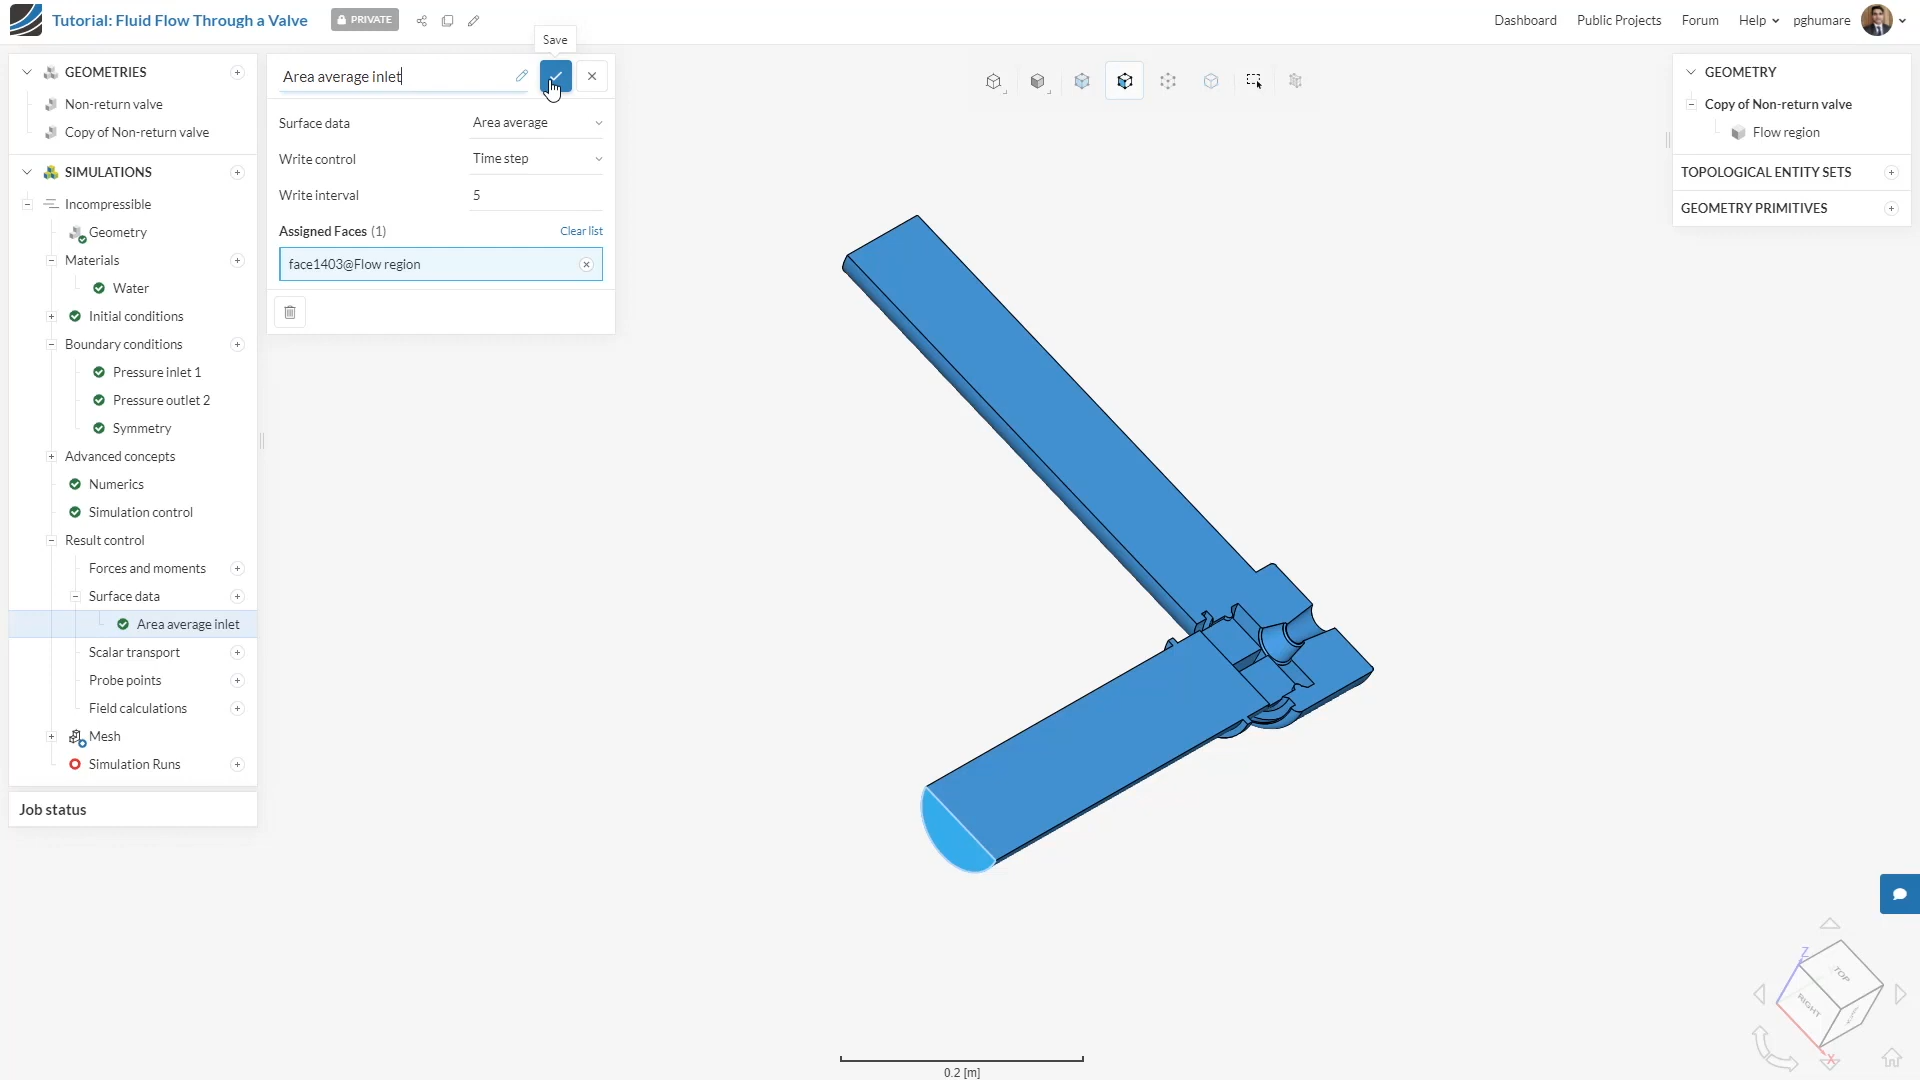 Tutorial: Fluid Flow Through a Valve
PRIVATE
Dashboard
Public Projects
Forum
Help
pghumare
Save
GEOMETRIES
Non-return valve
Copy of Non-return valve
SIMULATIONS
Incompressible
Geometry
Materials
Water
Initial conditions
Boundary conditions
Pressure inlet 1
Pressure outlet 2
Symmetry
Advanced concepts
Numerics
Simulation control
Result control
Forces and moments
Surface data
Area average inlet
Scalar transport
Probe points
Field calculations
Mesh
Simulation Runs
Job status
Area average inlet
Surface data Area average
Write control Time step
Write interval 5
Assigned Faces (1) Clear list
face1403@Flow region
GEOMETRY
Copy of Non-return valve
Flow region
TOPOLOGICAL ENTITY SETS
GEOMETRY PRIMITIVES
Z
TOP
RIGHT
X
0.2 [m]